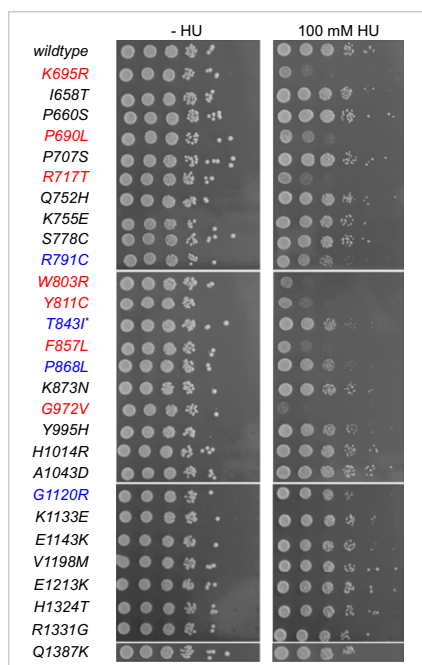 - HU 100 mM HU
wildtype
K695R
I658T
P660S
P690L
P707S
R717T
Q752H
K755E
S778C
R791C
W803R
Y811C
T843I*
F857L
P868L
K873N
G972V
Y995H
H1014R
A1043D
G1120R
K1133E
E1143K
V1198M
E1213K
H1324T
R1331G
Q1387K